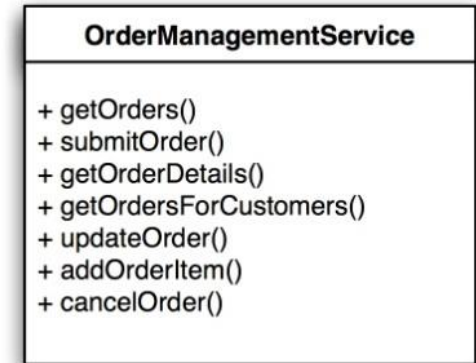 OrderManagementService
+ getOrders()
+ submitOrder()
+ getOrderDetails()
+ getOrdersForCustomers()
+ updateOrder()
+ addOrderItem()
+ cancelOrder()